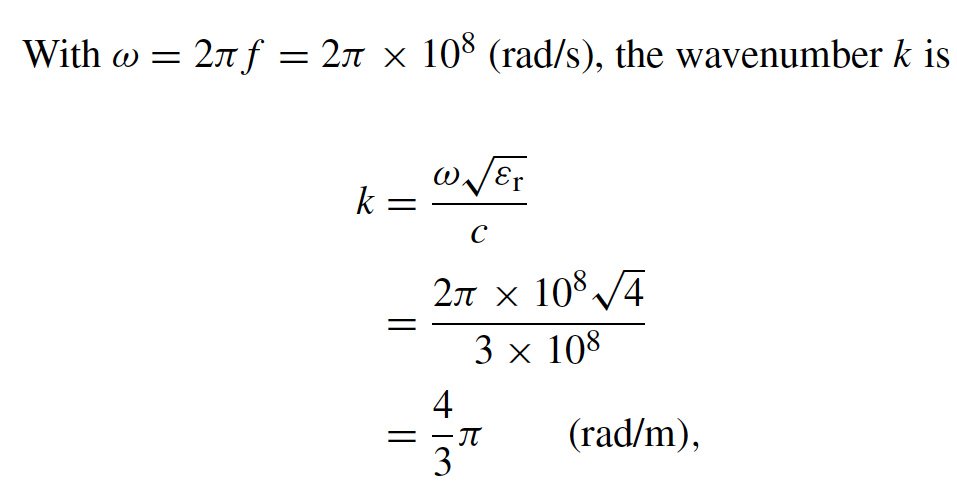 With ω = 2πf = 2π × 10⁸ (rad/s), the wavenumber k is
k = ω√εᵣ / c
= 2π × 10⁸√4 / 3 × 10⁸
= 4/3 π (rad/m),